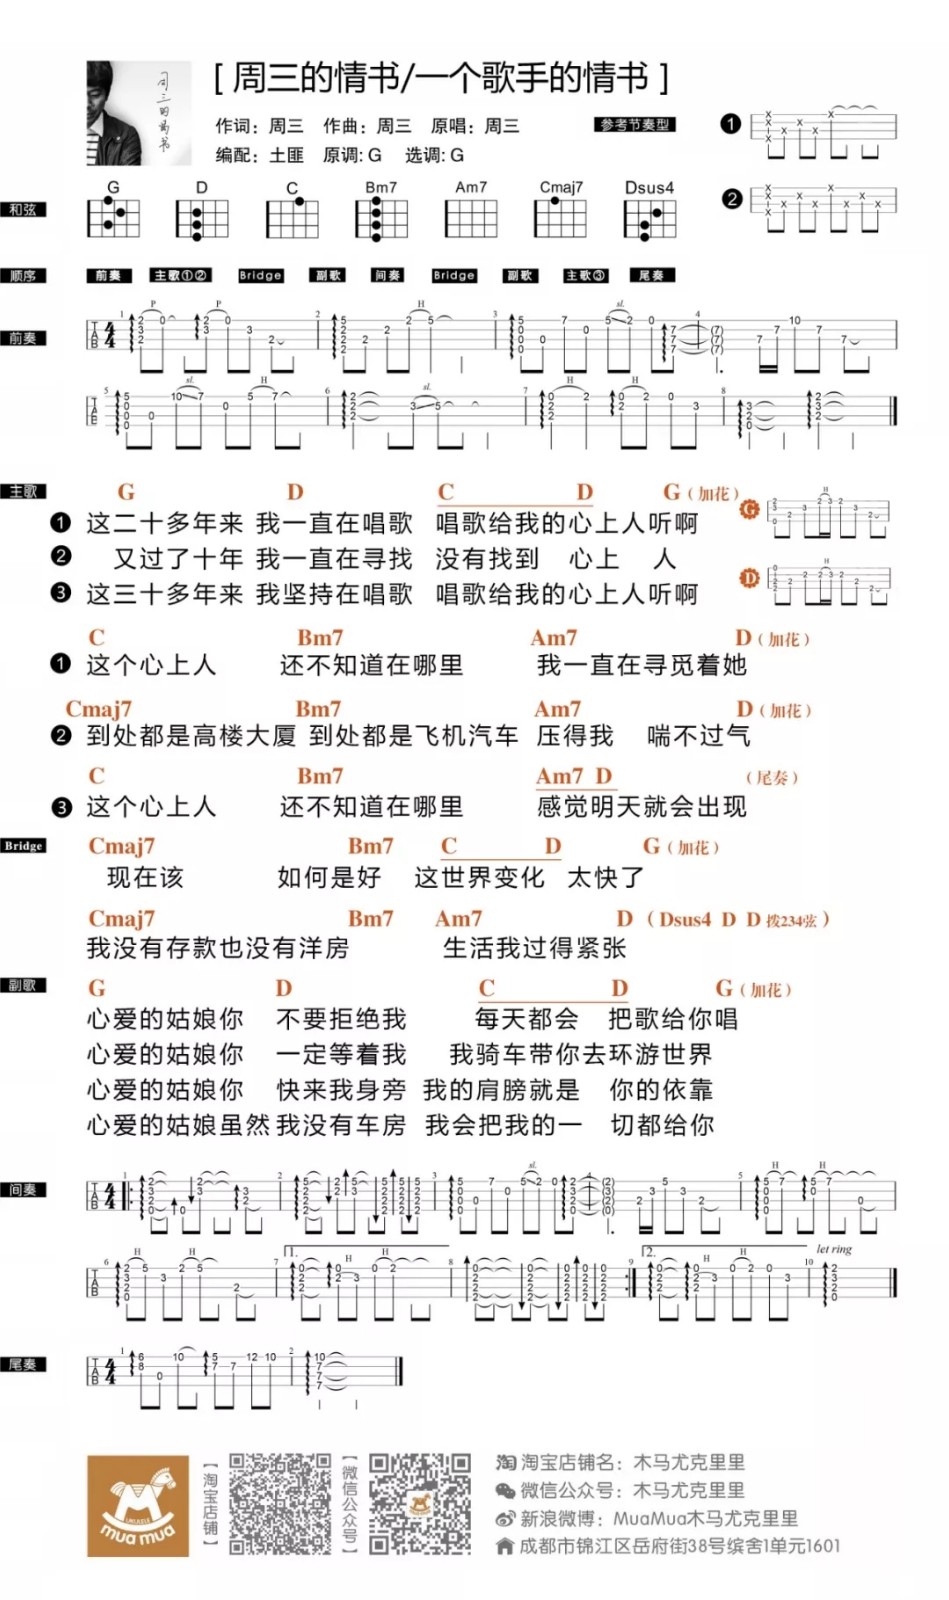 周三的情书
[ 周三的情书/一个歌手的情书 ]
作词：周三 作曲：周三 原唱：周三 参考节奏型
编配：土匪 原调：G 选调：G
1
2
和弦 G D C Bm7 Am7 Cmaj7 Dsus4
顺序 前奏 主歌①② Bridge 副歌 间奏 Bridge 副歌 主歌③ 尾奏
前奏
主歌 G D C D G（加花）
❶ 这二十多年来 我一直在唱歌 唱歌给我的心上人听啊 G
❷ 又过了十年 我一直在寻找 没有找到 心上 人 D
❸ 这三十多年来 我坚持在唱歌 唱歌给我的心上人听啊
C Bm7 Am7 D（加花）
❶ 这个心上人 还不知道在哪里 我一直在寻觅着她
Cmaj7 Bm7 Am7 D（加花）
❷ 到处都是高楼大厦 到处都是飞机汽车 压得我 喘不过气
C Bm7 Am7 D （尾奏）
❸ 这个心上人 还不知道在哪里 感觉明天就会出现
Bridge Cmaj7 Bm7 C D G（加花）
现在该 如何是好 这世界变化 太快了
Cmaj7 Bm7 Am7 D （Dsus4 D D 拨234弦）
我没有存款也没有洋房 生活我过得紧张
副歌 G D C D G（加花）
心爱的姑娘你 不要拒绝我 每天都会 把歌给你唱
心爱的姑娘你 一定等着我 我骑车带你去环游世界
心爱的姑娘你 快来我身旁 我的肩膀就是 你的依靠
心爱的姑娘虽然我没有车房 我会把我的一 切都给你
间奏
let ring
尾奏
UKULELE
mua mua
【淘宝店铺】
【微信公众号】
淘宝店铺名：木马尤克里里
微信公众号：木马尤克里里
新浪微博：MuaMua木马尤克里里
成都市锦江区岳府街38号缤舍1单元1601